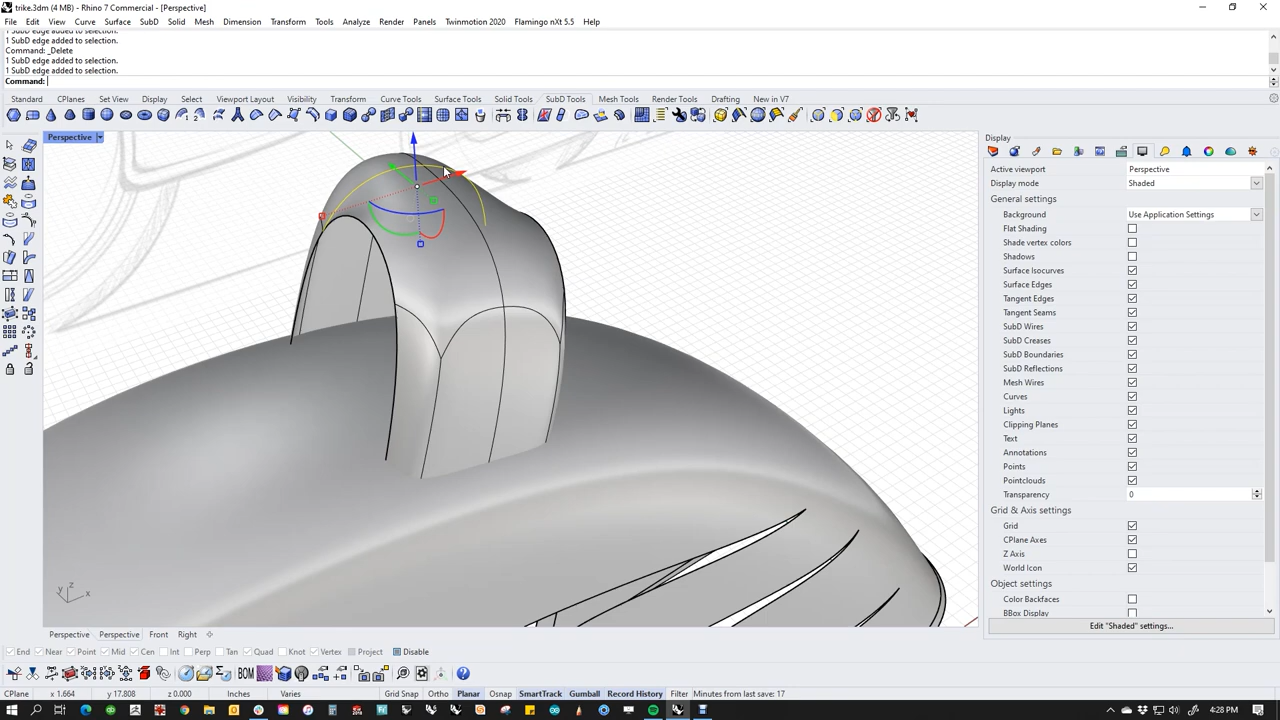 trike.3dm (4 MB) - Rhino 7 Commercial - [Perspective]
File Edit View Curve Surface SubD Solid Mesh Dimension Transform Tools Analyze Render Panels Twinmotion 2020 Flamingo nXt 5.5 Help
1 SubD edge added to selection.
Command: _Delete
1 SubD edge added to selection.
1 SubD edge added to selection.
Command:
Standard CPlanes Set View Display Select Viewport Layout Visibility Transform Curve Tools Surface Tools Solid Tools SubD Tools Mesh Tools Render Tools Drafting New in V7
Perspective
Display
Active viewport Perspective
Display mode Shaded
General settings
Background Use Application Settings
Flat Shading
Shade vertex colors
Shadows
Surface Isocurves
Surface Edges
Tangent Edges
Tangent Seams
SubD Wires
SubD Creases
SubD Boundaries
SubD Reflections
Mesh Wires
Curves
Lights
Clipping Planes
Text
Annotations
Points
Pointclouds
Transparency 0
Grid & Axis settings
Grid
CPlane Axes
Z Axis
World Icon
Object settings
Color Backfaces
BBox Display
Edit "Shaded" settings...
z
y
x
Perspective Perspective Front Right
End Near Point Mid Cen Int Perp Tan Quad Knot Vertex Project Disable
BOM
CPlane x 1.664 y 17.808 z 0.000 Inches Varies Grid Snap Ortho Planar Osnap SmartTrack Gumball Record History Filter Minutes from last save: 17
4:28 PM